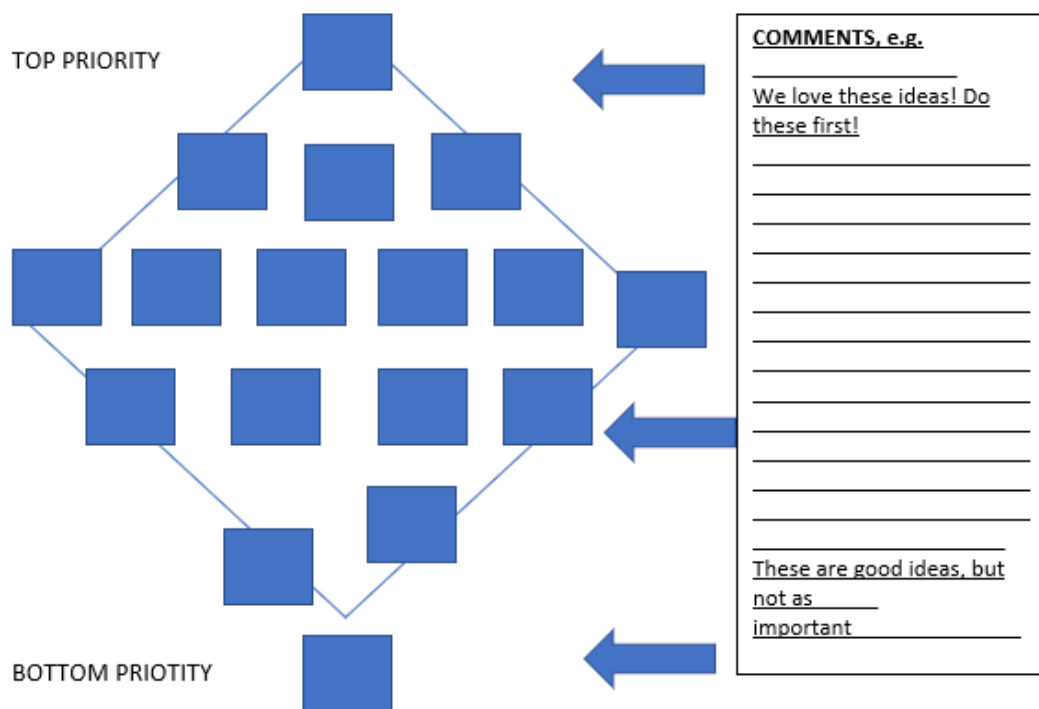 TOP PRIORITY
COMMENTS, e.g.
We love these ideas! Do
these first!
These are good ideas, but
not as
important
BOTTOM PRIOTITY